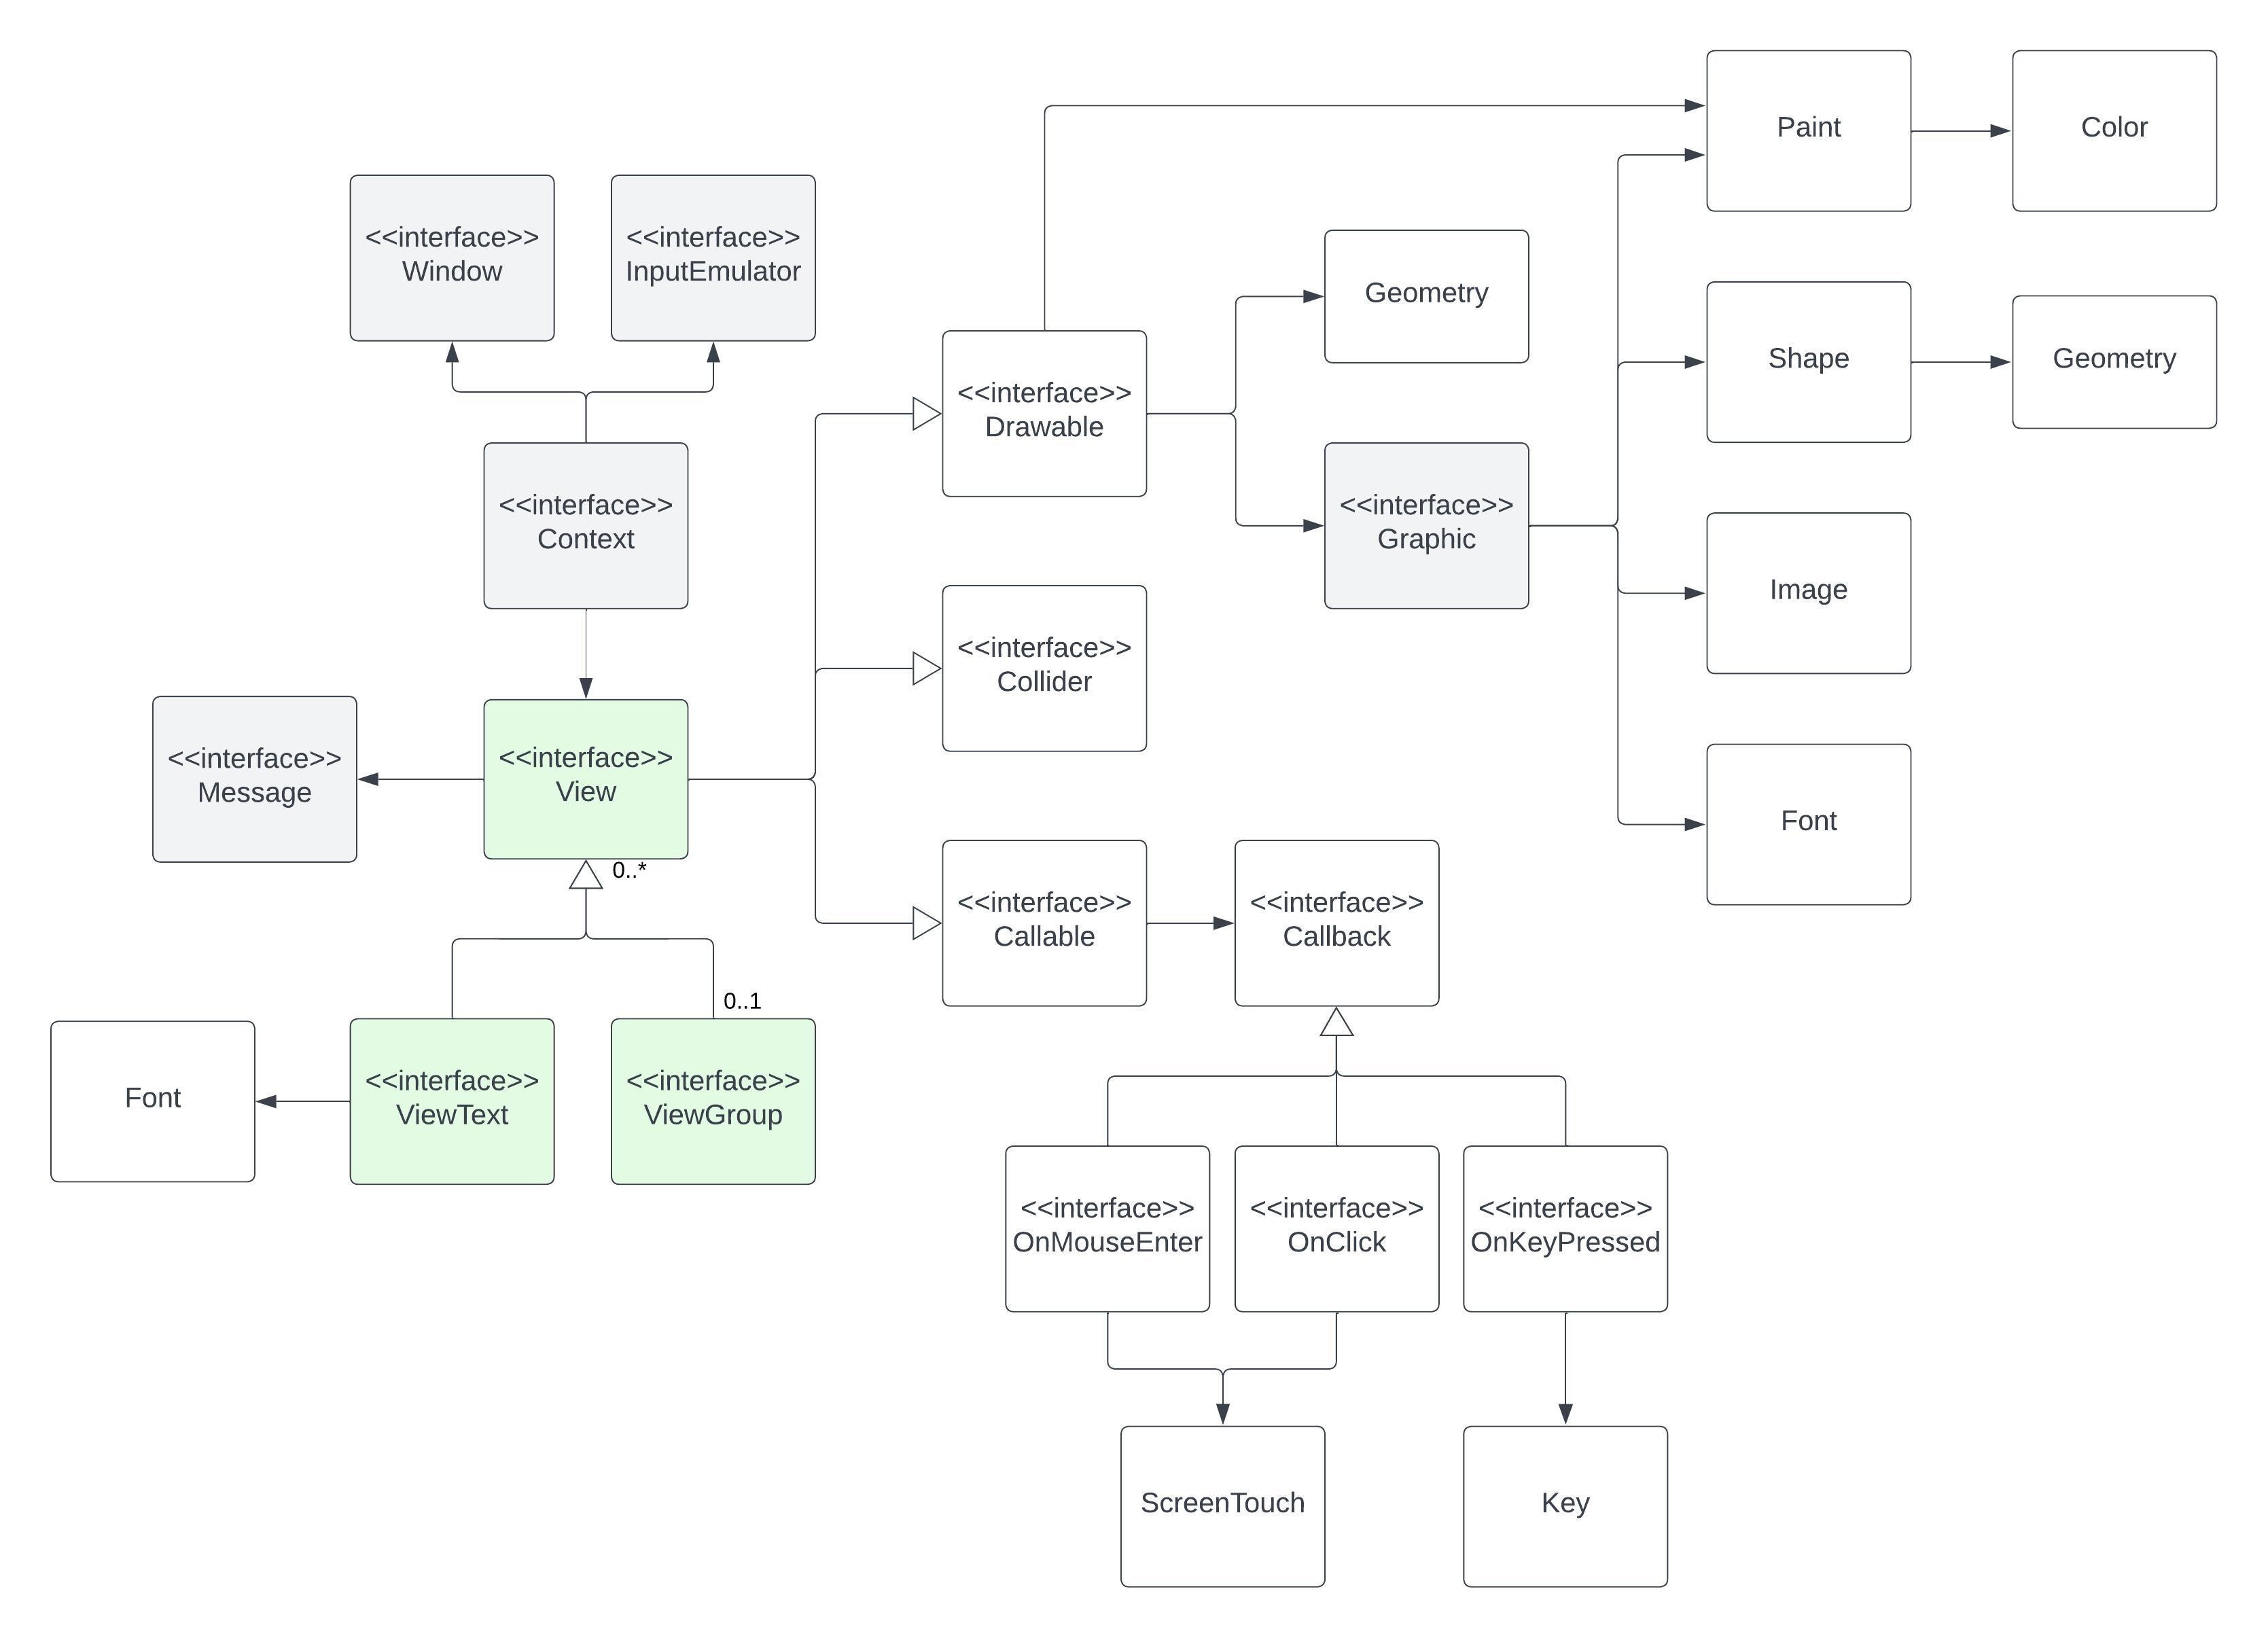 Paint
Color
<<interface>>
Window
<<interface>>
InputEmulator
Geometry
Shape
Geometry
<<interface>>
Drawable
<<interface>>
Context
<<interface>>
Graphic
Image
<<interface>>
Collider
<<interface>>
Message
<<interface>>
View
Font
0..*
<<interface>>
Callable
<<interface>>
Callback
0..1
Font
<<interface>>
ViewText
<<interface>>
ViewGroup
<<interface>>
OnMouseEnter
<<interface>>
OnClick
<<interface>>
OnKeyPressed
ScreenTouch
Key